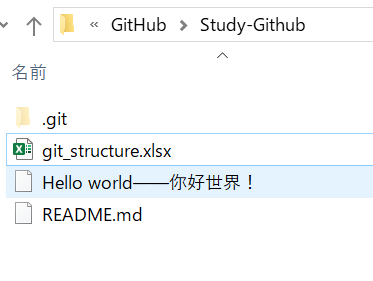 « GitHub › Study-Github
名前
.git
git_structure.xlsx
Hello world——你好世界！
README.md